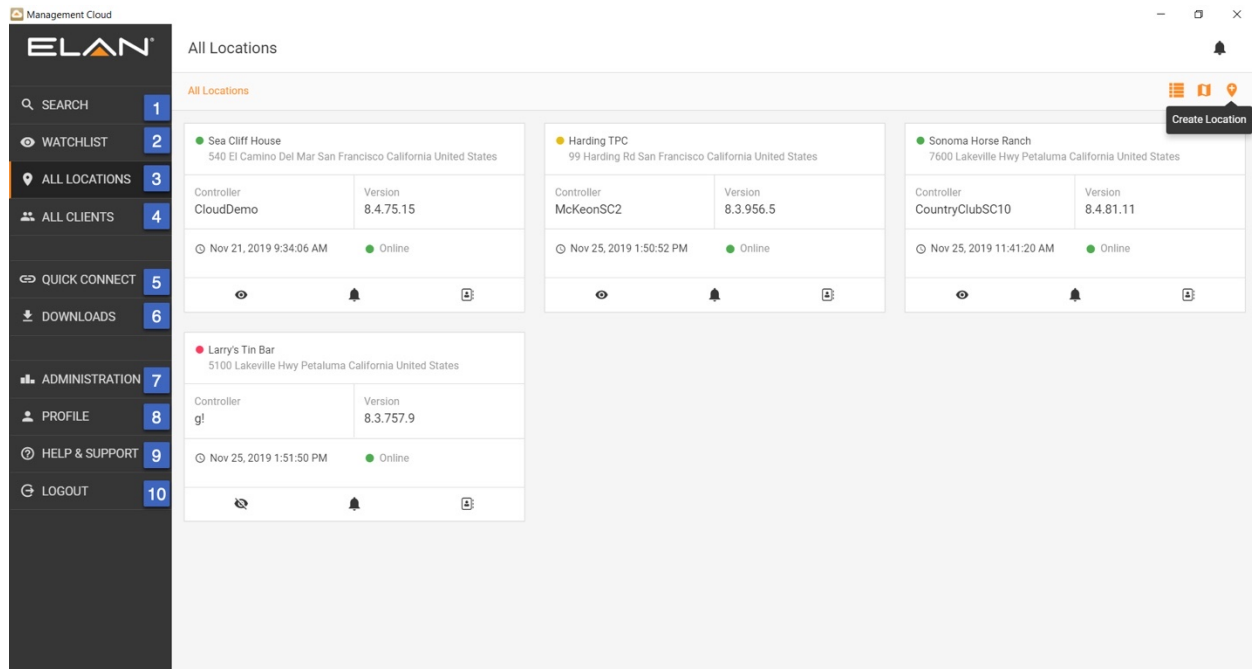 Management Cloud
ELAN®
All Locations
All Locations
Create Location
SEARCH 1
WATCHLIST 2
ALL LOCATIONS 3
ALL CLIENTS 4
QUICK CONNECT 5
DOWNLOADS 6
ADMINISTRATION 7
PROFILE 8
HELP & SUPPORT 9
LOGOUT 10
Sea Cliff House
540 El Camino Del Mar San Francisco California United States
Controller Version
CloudDemo 8.4.75.15
Nov 21, 2019 9:34:06 AM Online
Harding TPC
99 Harding Rd San Francisco California United States
Controller Version
McKeonSC2 8.3.956.5
Nov 25, 2019 1:50:52 PM Online
Sonoma Horse Ranch
7600 Lakeville Hwy Petaluma California United States
Controller Version
CountryClubSC10 8.4.81.11
Nov 25, 2019 11:41:20 AM Online
Larry's Tin Bar
5100 Lakeville Hwy Petaluma California United States
Controller Version
g! 8.3.757.9
Nov 25, 2019 1:51:50 PM Online